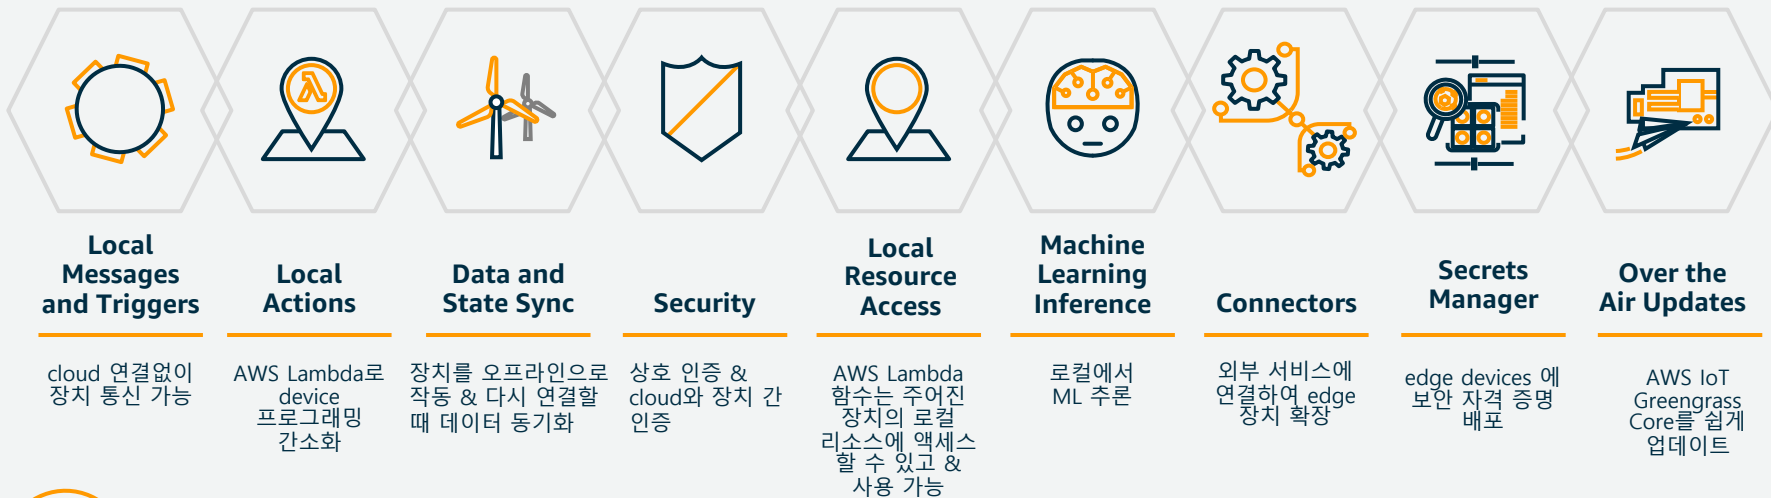 Local
Messages
and Triggers
cloud 연결없이
장치 통신 가능
Local
Actions
AWS Lambda로
device
프로그래밍
간소화
Data and
State Sync
장치를 오프라인으로
작동 & 다시 연결할
때 데이터 동기화
Security
상호 인증 &
cloud와 장치 간
인증
Local
Resource
Access
AWS Lambda
함수는 주어진
장치의 로컬
리소스에 액세스
할 수 있고 &
사용 가능
Machine
Learning
Inference
로컬에서
ML 추론
Connectors
외부 서비스에
연결하여 edge
장치 확장
Secrets
Manager
edge devices 에
보안 자격 증명
배포
Over the
Air Updates
AWS IoT
Greengrass
Core를 쉽게
업데이트